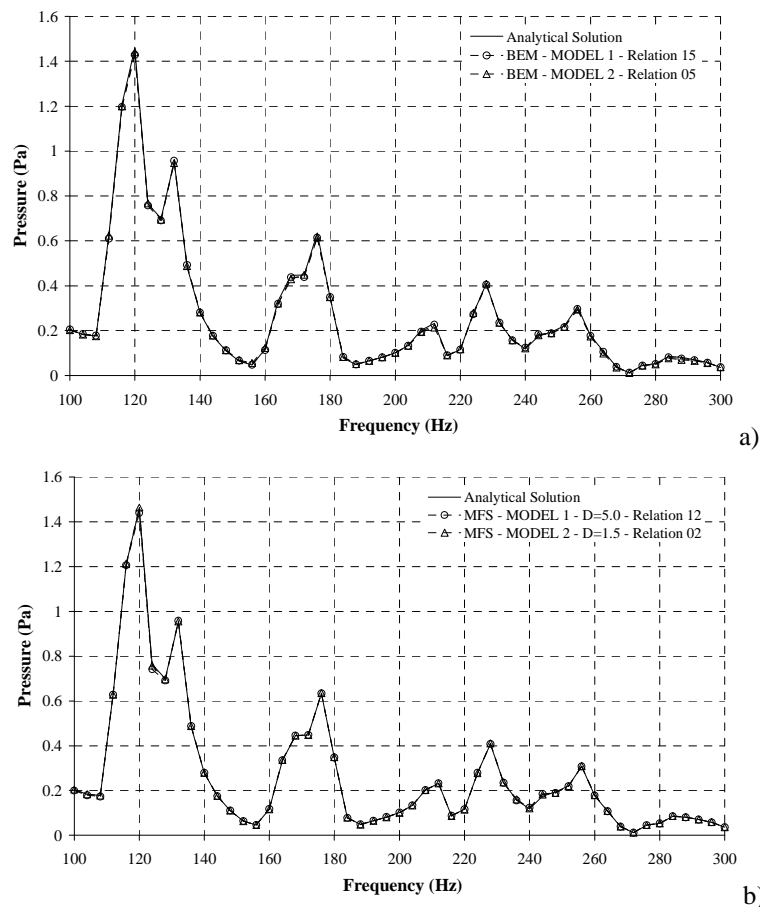 1.6
Analytical Solution
BEM - MODEL 1 - Relation 15
BEM - MODEL 2 - Relation 05
1.4
1.2
1
0.8
0.6
0.4
0.2
0
Pressure (Pa)
100 120 140 160 180 200 220 240 260 280 300
Frequency (Hz)
a)
1.6
Analytical Solution
MFS - MODEL 1 - D=5.0 - Relation 12
MFS - MODEL 2 - D=1.5 - Relation 02
1.4
1.2
1
0.8
0.6
0.4
0.2
0
Pressure (Pa)
100 120 140 160 180 200 220 240 260 280 300
Frequency (Hz)
b)